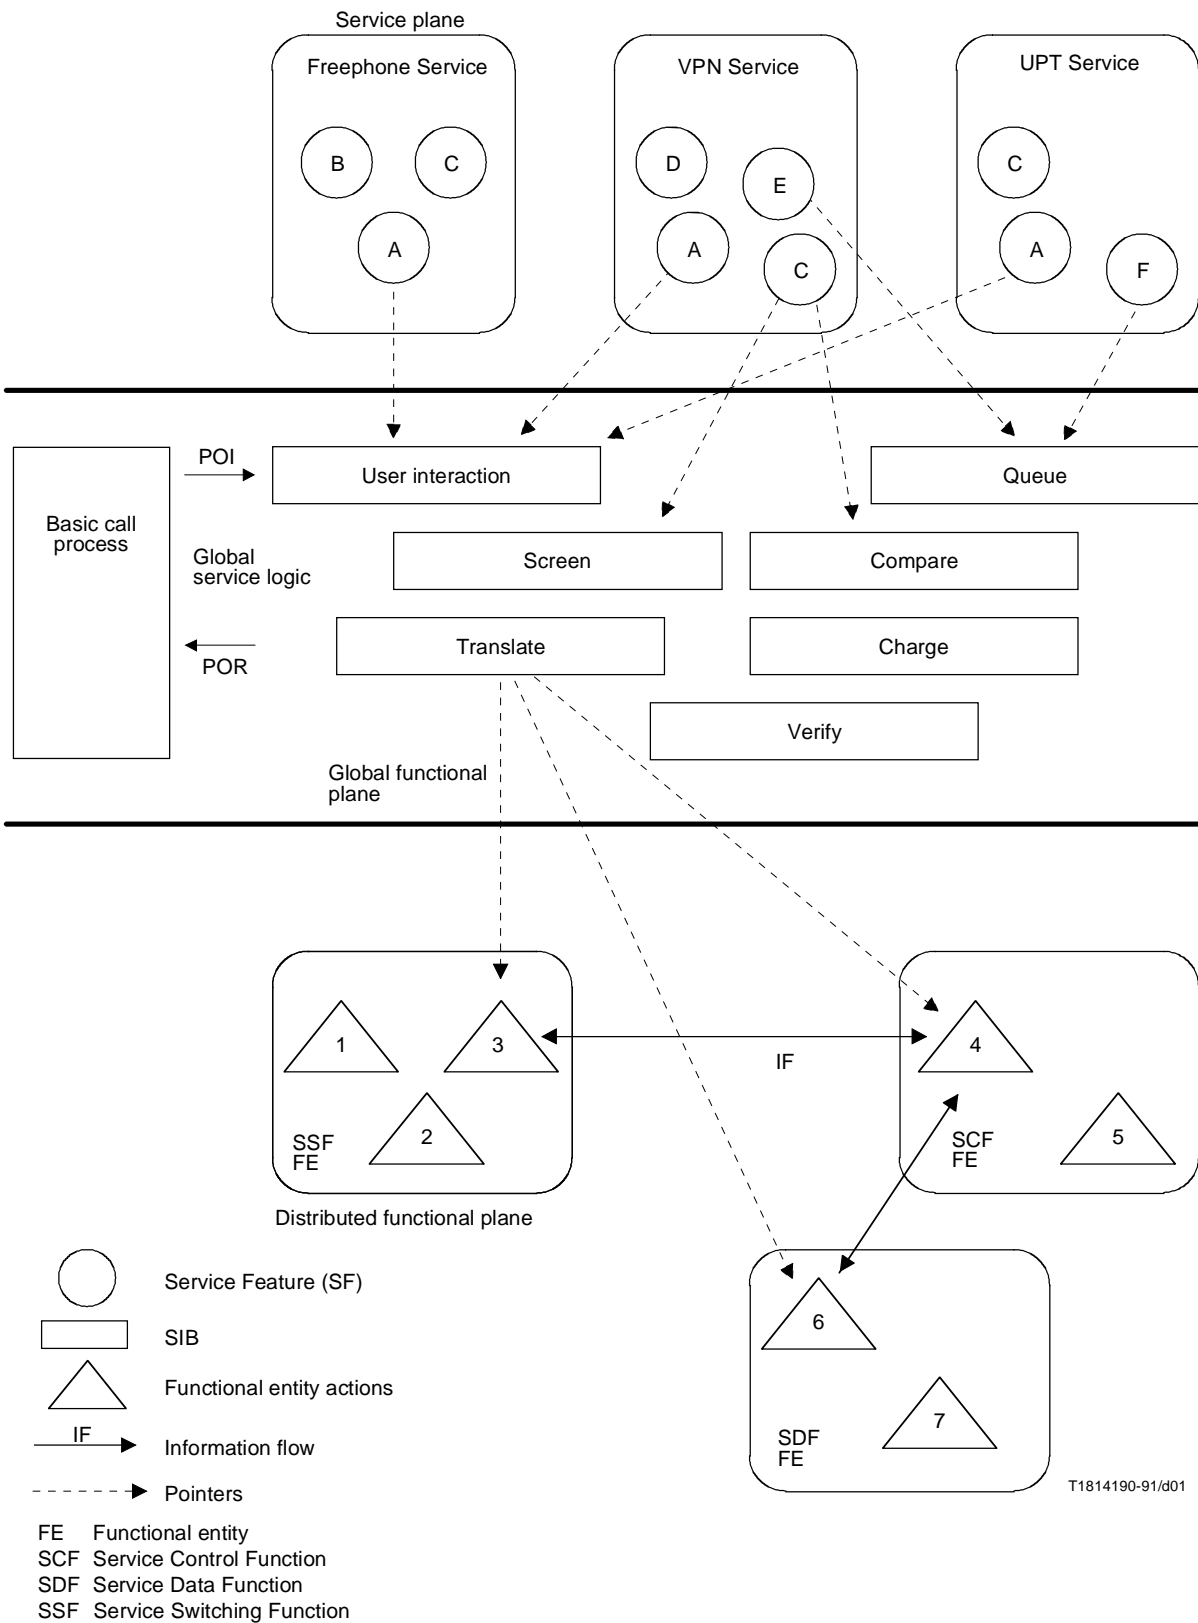 Service plane
Freephone Service
VPN Service
UPT Service
B
C
A
D
E
A
C
C
A
F
POI
User interaction
Queue
Basic call
process
Global
service logic
Screen
Compare
POR
Translate
Charge
Verify
Global functional
plane
1
3
2
SSF
FE
IF
4
5
SCF
FE
Distributed functional plane
6
7
SDF
FE
Service Feature (SF)
SIB
Functional entity actions
IF
Information flow
Pointers
T1814190-91/d01
FE Functional entity
SCF Service Control Function
SDF Service Data Function
SSF Service Switching Function